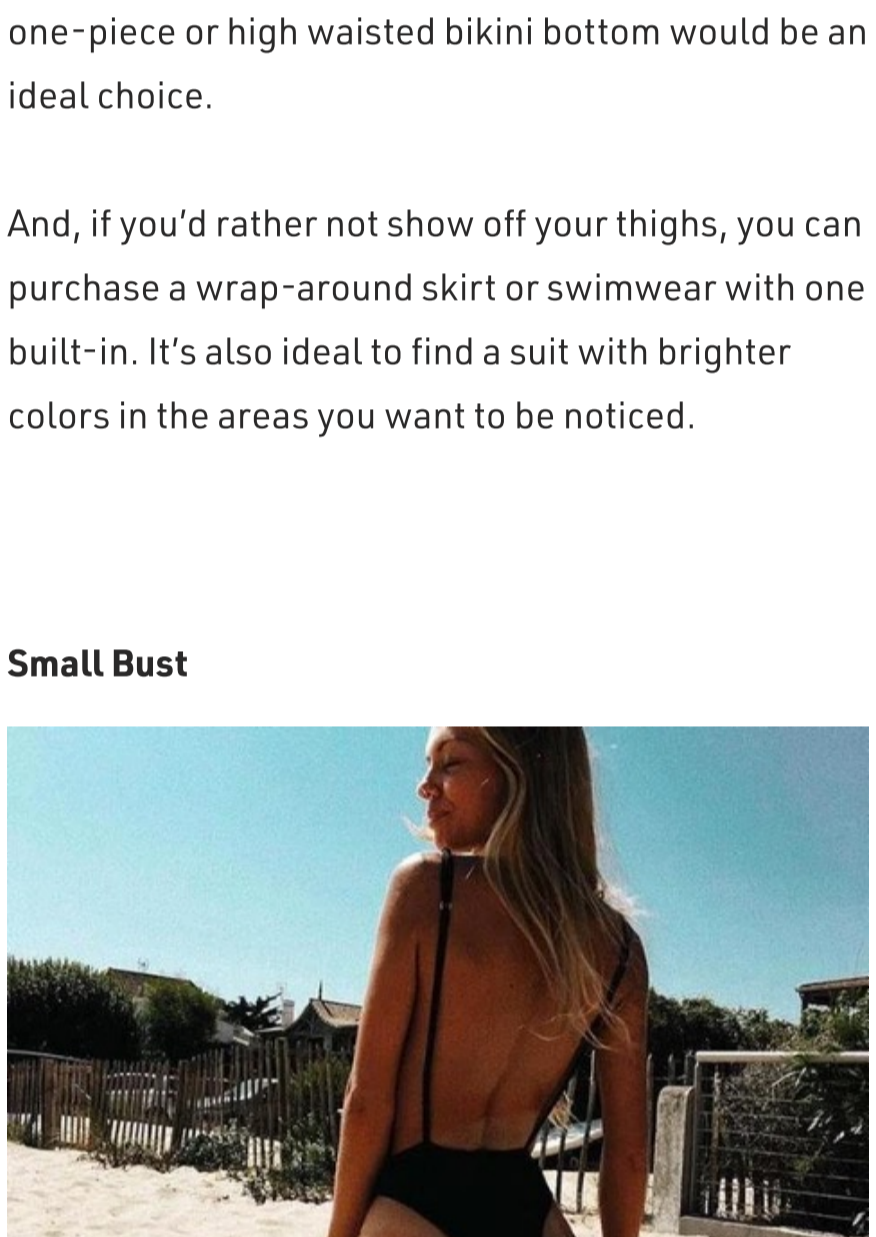 one-piece or high waisted bikini bottom would be an
ideal choice.
And, if you’d rather not show off your thighs, you can
purchase a wrap-around skirt or swimwear with one
built-in. It’s also ideal to find a suit with brighter
colors in the areas you want to be noticed.
Small Bust